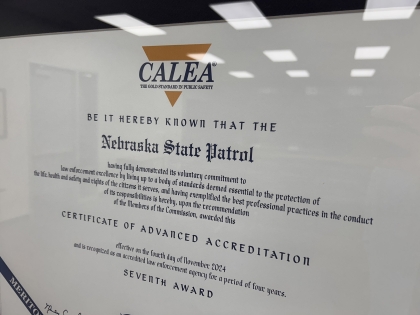 CALEA®
THE GOLD STANDARD IN PUBLIC SAFETY
BE IT HEREBY KNOWN THAT THE
Nebraska State Patrol
having fully demonstrated its voluntary commitment to
law enforcement excellence by living up to a body of standards deemed essential to the protection of
the life, health and safety and rights of the citizens it serves, and having exemplified the best professional practices in the conduct
of its responsibilities is hereby, upon the recommendation
of the Members of the Commission, awarded this
CERTIFICATE OF ADVANCED ACCREDITATION
effective on the fourth day of November 2024
and is recognized as an accredited law enforcement agency for a period of four years.
SEVENTH AWARD
MERITO